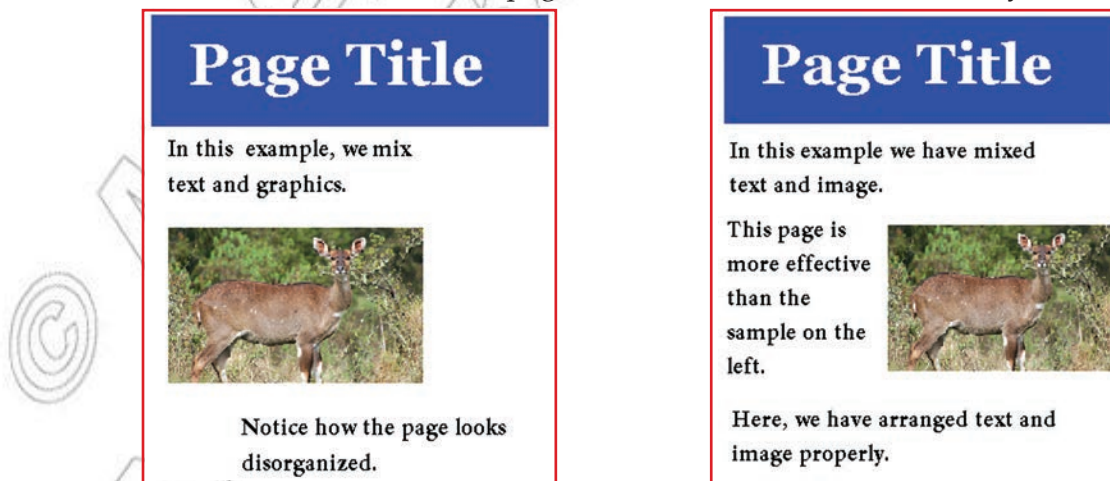 Page Title
In this example, we mix
text and graphics.
Notice how the page looks
disorganized.
Page Title
In this example we have mixed
text and image.
This page is
more effective
than the
sample on the
left.
Here, we have arranged text and
image properly.